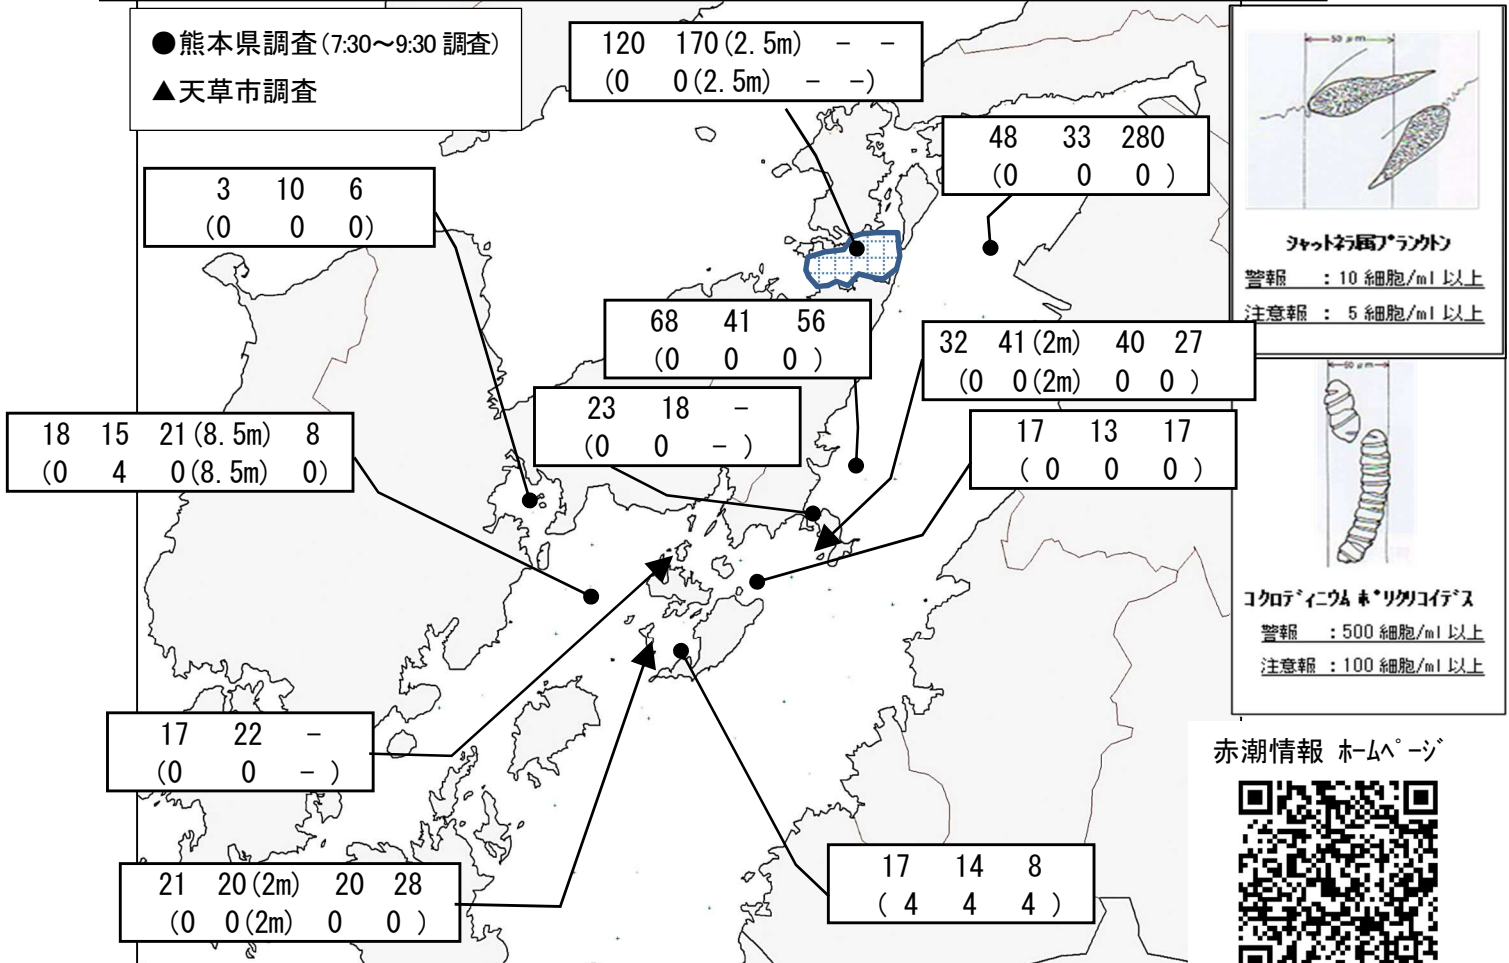 ●熊本県調査(7:30～9:30 調査)
▲天草市調査
120 170(2.5m) - -
(0 0(2.5m) - -)
48 33 280
(0 0 0 )
3 10 6
(0 0 0)
68 41 56
(0 0 0 )
32 41(2m) 40 27
(0 0(2m) 0 0 )
23 18 -
(0 0 - )
17 13 17
( 0 0 0 )
18 15 21(8.5m) 8
(0 4 0(8.5m) 0)
17 22 -
(0 0 - )
21 20(2m) 20 28
(0 0(2m) 0 0 )
17 14 8
( 4 4 4 )
50 μm
シャットネラ属プランクトン
警報 : 10 細胞/ml 以上
注意報 : 5 細胞/ml 以上
50 μm
コクロディニウム ポリクリコイデス
警報 : 500 細胞/ml 以上
注意報 : 100 細胞/ml 以上
赤潮情報 ホームページ